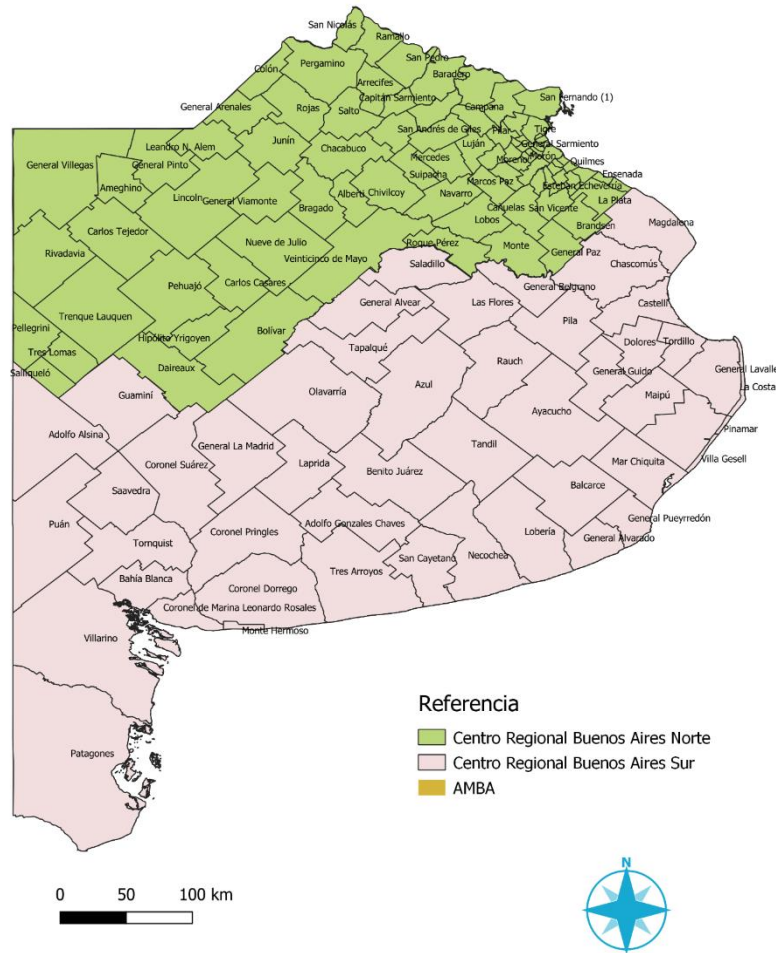 San Nicolás
Ramallo
Pergamino
San Pedro
Colón
Baradero
Arrecifes
Capitán Sarmiento
San Fernando (1)
General Arenales
Rojas
Salto
Campana
Leandro N. Alem
Junín
San Andrés de Giles
Pilar
Tigre
General Villegas
General Pinto
Chacabuco
Luján
General Sarmiento
Mercedes
Moreno
Morón
Quilmes
Ameghino
Suipacha
Ensenada
Lincoln
General Viamonte
Alberti
Chivilcoy
Navarro
Marcos Paz
Esteban Echeverría
La Plata
Carlos Tejedor
Bragado
Cañuelas
San Vicente
Lobos
Brandsen
Magdalena
Rivadavia
Nueve de Julio
Roque Pérez
Monte
General Paz
Veinticinco de Mayo
Saladillo
Chascomús
Pehuajó
Carlos Casares
General Belgrano
Trenque Lauquen
General Alvear
Las Flores
Castelli
Pellegrini
Bolívar
Pila
Hipólito Yrigoyen
Tres Lomas
Tapalqué
Dolores
Tordillo
Salliqueló
Daireaux
Rauch
General Guido
General Lavalle
Guaminí
Olavarría
Azul
La Costa
Maipú
Ayacucho
Adolfo Alsina
General La Madrid
Pinamar
Tandil
Coronel Suárez
Laprida
Benito Juárez
Mar Chiquita
Villa Gesell
Saavedra
Balcarce
Puán
Adolfo Gonzales Chaves
General Pueyrredón
Coronel Pringles
Lobería
Tornquist
General Alvarado
San Cayetano
Necochea
Bahía Blanca
Tres Arroyos
Coronel Dorrego
Coronel de Marina Leonardo Rosales
Monte Hermoso
Villarino
Patagones
Referencia
Centro Regional Buenos Aires Norte
Centro Regional Buenos Aires Sur
AMBA
0 50 100 km
N